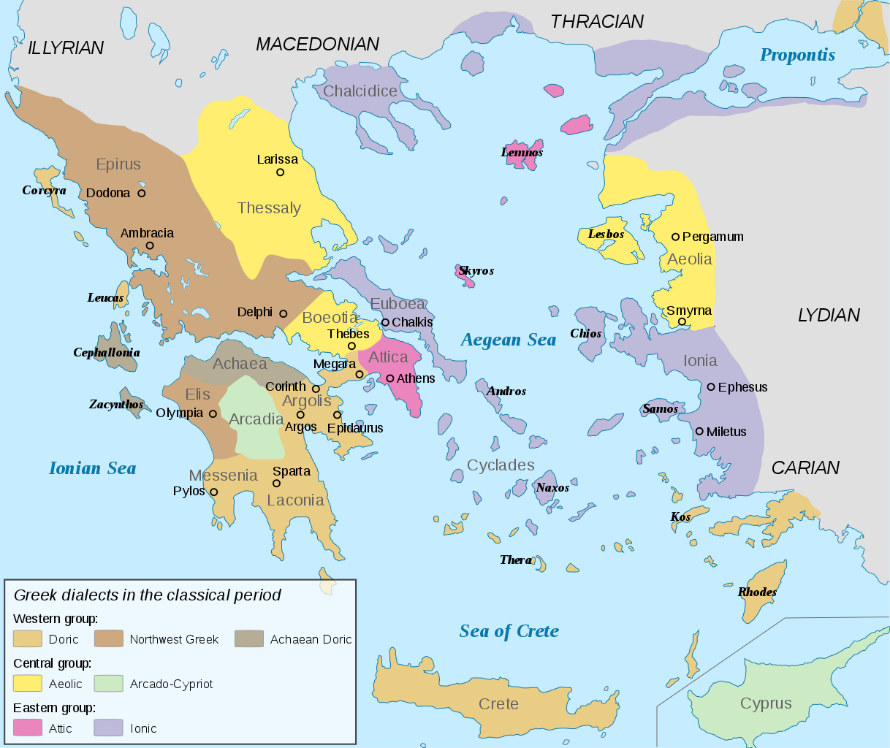 THRACIAN
ILLYRIAN
MACEDONIAN
Propontis
Chalcidice
Larissa
Lemnos
Epirus
Corcyra
Dodona
Thessaly
Ambracia
Lesbos
Pergamum
Aeolia
Skyros
Leucas
Delphi
Boeotia
Euboea
Chalkis
Smyrna
LYDIAN
Thebes
Aegean Sea
Chios
Cephallonia
Achaea
Megara
Attica
Ionia
Athens
Corinth
Ephesus
Zacynthos
Elis
Andros
Olympia
Arcadia
Argolis
Samos
Argos
Epidaurus
Miletus
Ionian Sea
Cyclades
CARIAN
Messenia
Sparta
Pylos
Laconia
Naxos
Kos
Thera
Rhodes
Sea of Crete
Crete
Cyprus
Greek dialects in the classical period
Western group:
Doric Northwest Greek Achaean Doric
Central group:
Aeolic Arcado-Cypriot
Eastern group:
Attic Ionic